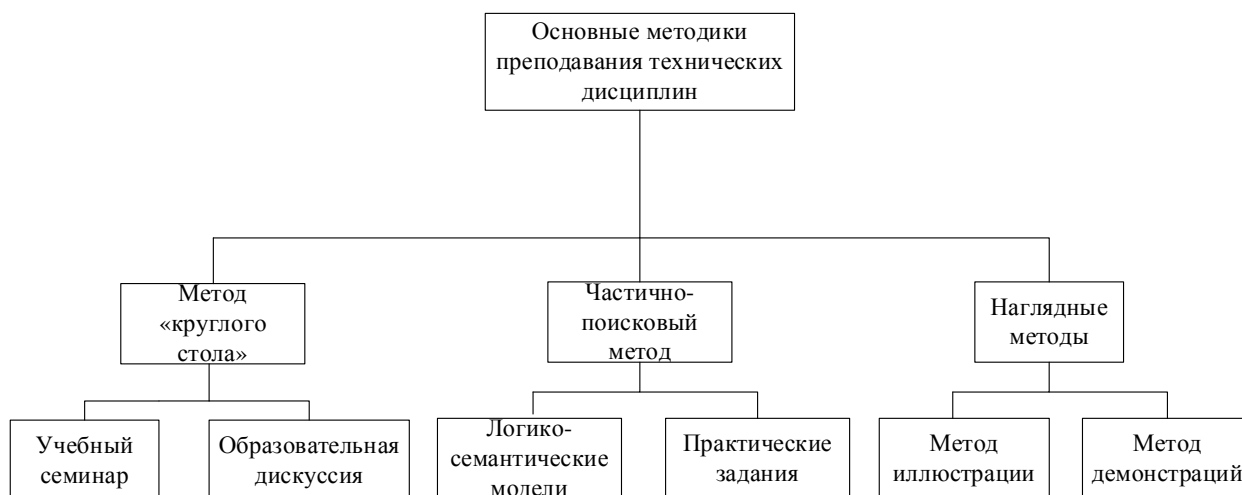 Основные методики
преподавания технических
дисциплин
Метод
«круглого
стола»
Частично-
поисковый
метод
Наглядные
методы
Учебный
семинар
Образовательная
дискуссия
Логико-
семантические
модели
Практические
задания
Метод
иллюстрации
Метод
демонстраций